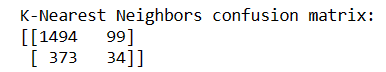 K-Nearest Neighbors confusion matrix:
[[1494   99]
 [ 373   34]]